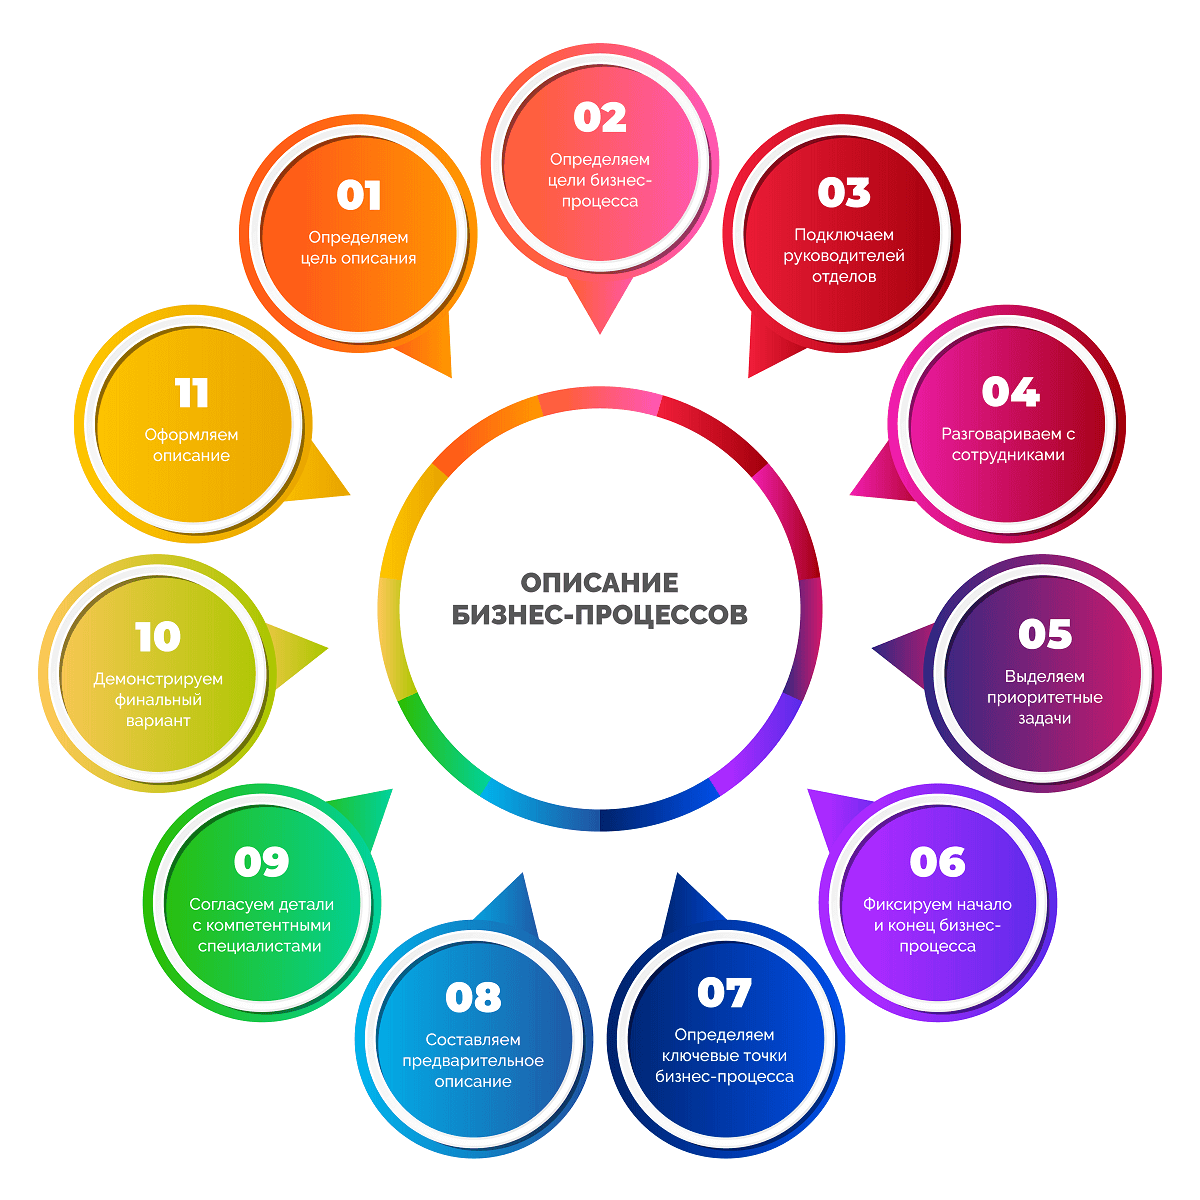 ОПИСАНИЕ
БИЗНЕС-ПРОЦЕССОВ
01
Определяем
цель описания
02
Определяем
цели бизнес-
процесса
03
Подключаем
руководителей
отделов
04
Разговариваем с
сотрудниками
05
Выделяем
приоритетные
задачи
06
Фиксируем начало
и конец бизнес-
процесса
07
Определяем
ключевые точки
бизнес-процесса
08
Составляем
предварительное
описание
09
Согласуем детали
с компетентными
специалистами
10
Демонстрируем
финальный
вариант
11
Оформляем
описание